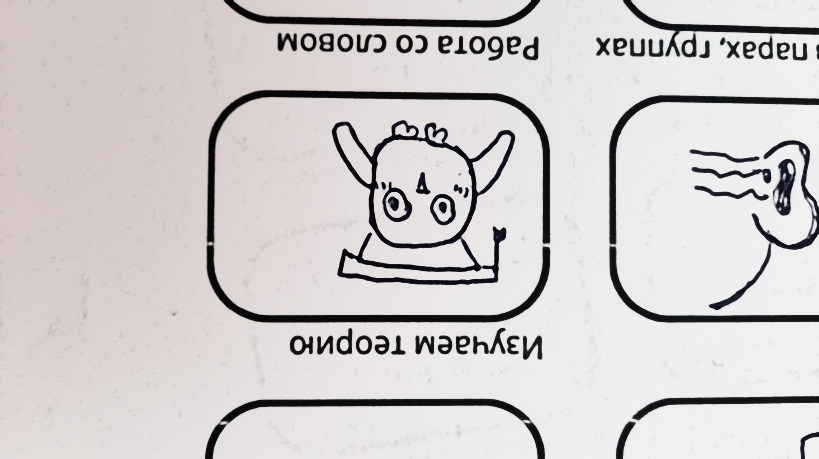 Изучаем теорию
в парах, группах
Работа со словом